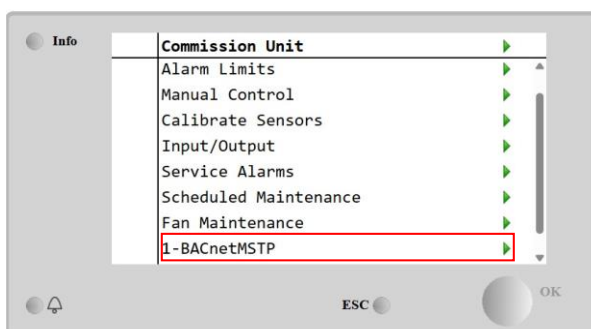 Info
Commission Unit
Alarm Limits
Manual Control
Calibrate Sensors
Input/Output
Service Alarms
Scheduled Maintenance
Fan Maintenance
1-BACnetMSTP
ESC
OK